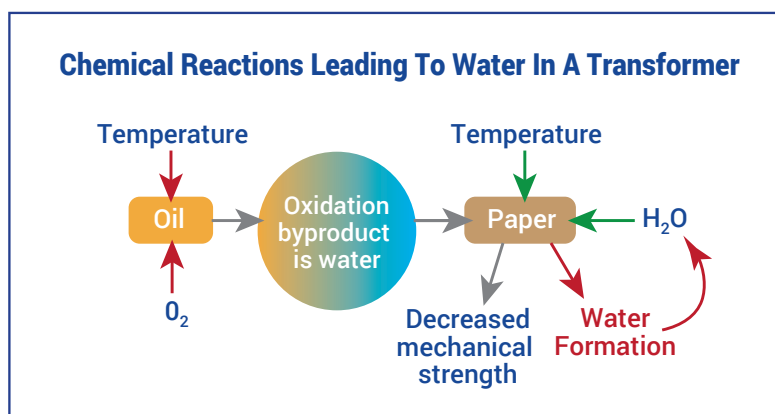 Chemical Reactions Leading To Water In A Transformer
Temperature
Oil
0₂
Oxidation
byproduct
is water
Temperature
Paper
H₂O
Decreased
mechanical
strength
Water
Formation